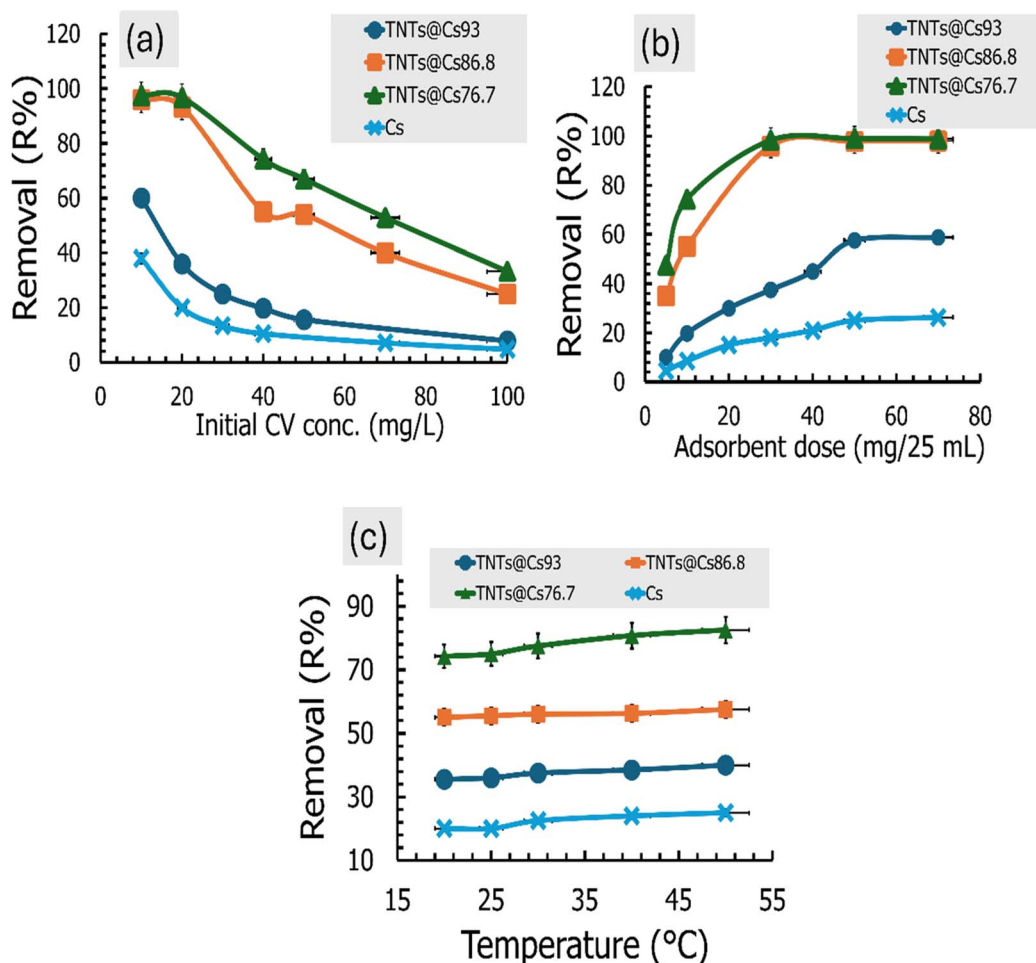 (a)
TNTs@Cs93
TNTs@Cs86.8
TNTs@Cs76.7
Cs
Removal (R%)
120
100
80
60
40
20
0
0 20 40 60 80 100
Initial CV conc. (mg/L)
(b)
TNTs@Cs93
TNTs@Cs86.8
TNTs@Cs76.7
Cs
Removal (R%)
120
100
80
60
40
20
0
0 20 40 60 80
Adsorbent dose (mg/25 mL)
(c)
TNTs@Cs93 TNTs@Cs86.8
TNTs@Cs76.7 Cs
Removal (R%)
90
70
50
30
10
15 25 35 45 55
Temperature (°C)